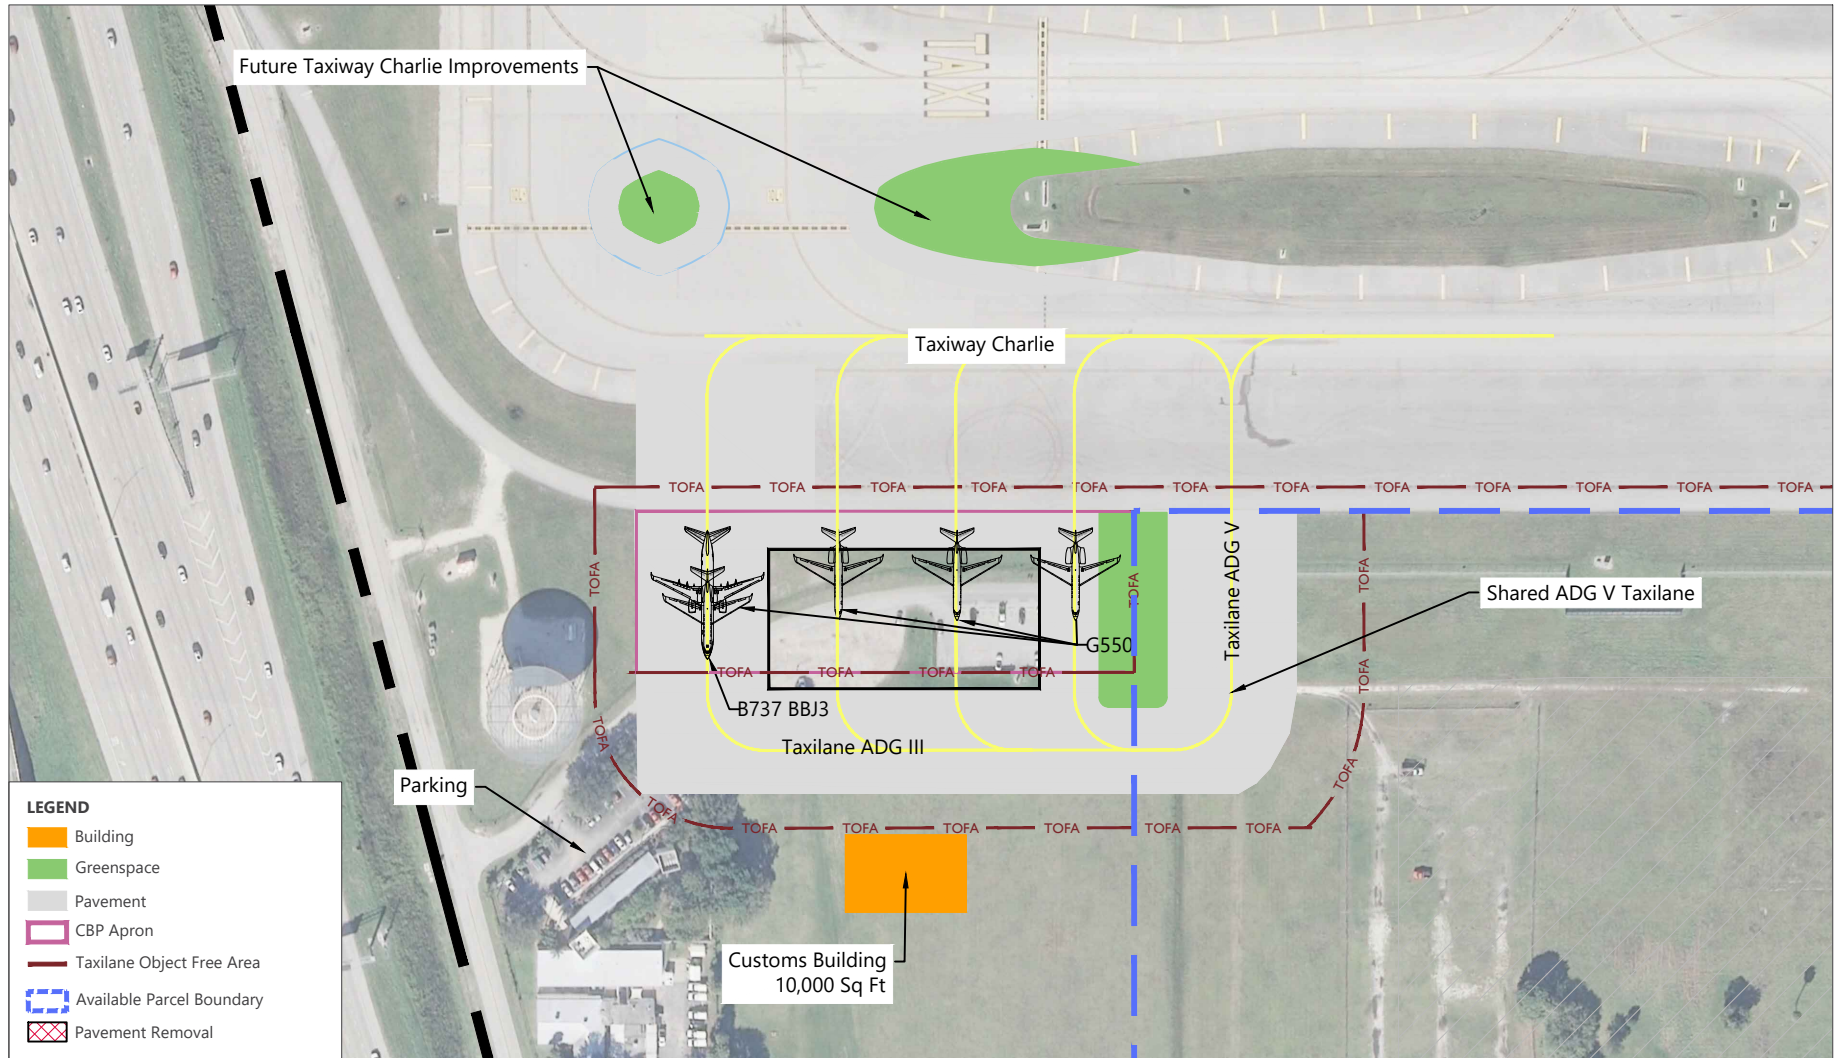 TAXI
Future Taxiway Charlie Improvements
Taxiway Charlie
TOFA TOFA TOFA TOFA TOFA TOFA TOFA TOFA TOFA TOFA TOFA TOFA
TOFA
TOFA
TOFA
Taxilane ADG V
Shared ADG V Taxilane
G550
TOFA TOFA TOFA TOFA
TOFA
B737 BBJ3
TOFA
Taxilane ADG III
TOFA
Parking
TOFA
TOFA TOFA TOFA TOFA TOFA TOFA
Customs Building
10,000 Sq Ft
LEGEND
Building
Greenspace
Pavement
CBP Apron
Taxilane Object Free Area
Available Parcel Boundary
Pavement Removal